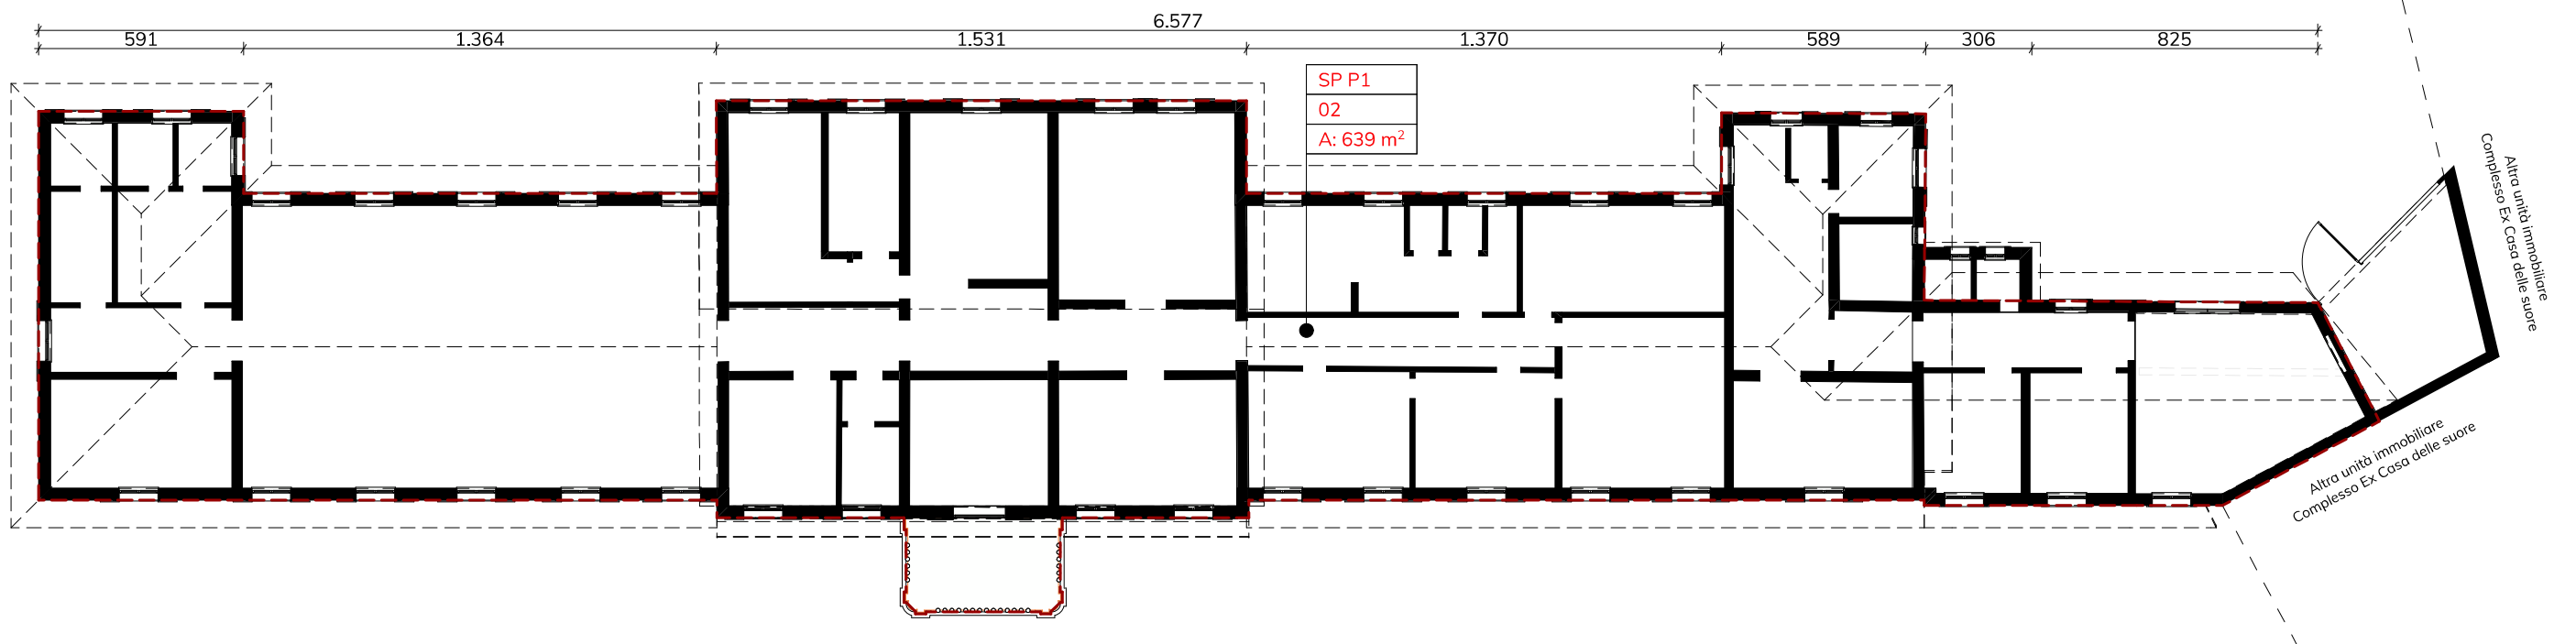 6.577
591
1.364
1.531
1.370
589
306
825
SP P1
02
A: 639 m²
Altra unità immobiliare
Complesso Ex Casa delle suore
Altra unità immobiliare
Complesso Ex Casa delle suore